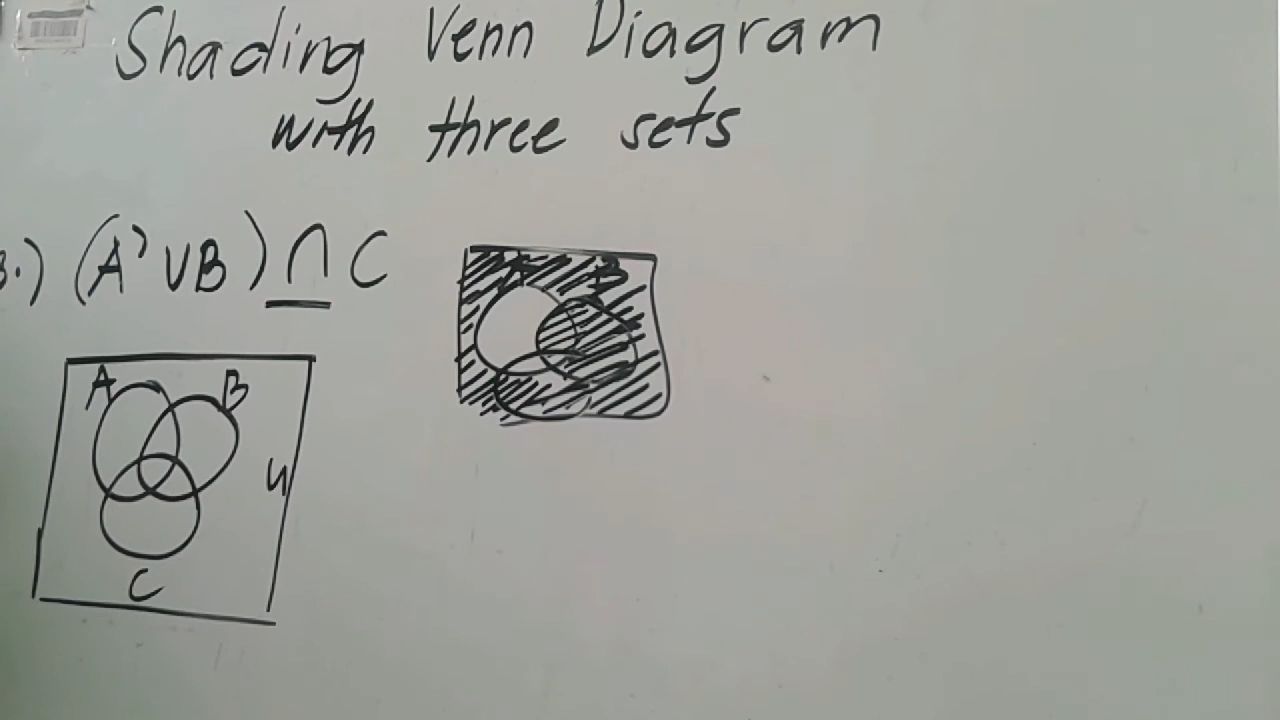 Shading Venn Diagram
with three sets
3.) (A' ∪ B) ∩ C
A B
A B
U
C